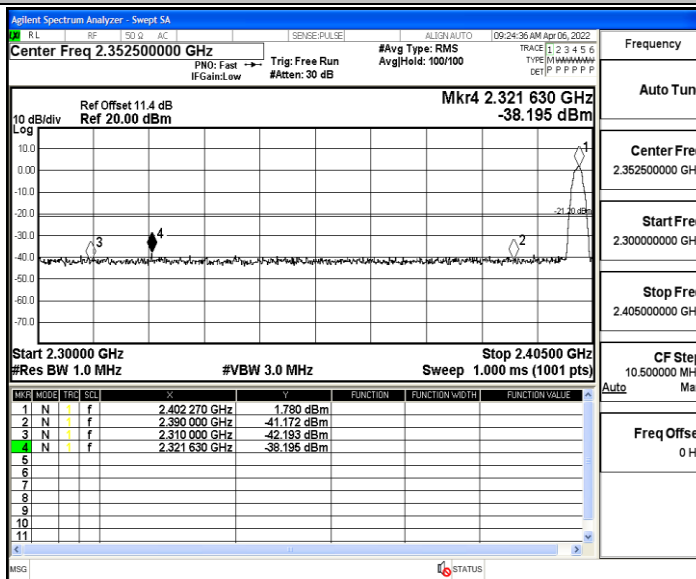 Agilent Spectrum Analyzer - Swept SA
RL RF 50 Ω AC SENSE:PULSE ALIGN AUTO 09:24:36 AM Apr 06, 2022
Center Freq 2.352500000 GHz #Avg Type: RMS TRACE 1 2 3 4 5 6
PNO: Fast Trig: Free Run Avg|Hold: 100/100 TYPE M WWWWW
IFGain:Low #Atten: 30 dB DET P P P P P P
Mkr4 2.321 630 GHz
Ref Offset 11.4 dB
10 dB/div Ref 20.00 dBm -38.195 dBm
Log
10.0
0.00
-10.0
-20.0
-30.0
-40.0
-50.0
-60.0
-70.0
1
-21.20 dBm
2
3
4
Start 2.30000 GHz Stop 2.40500 GHz
#Res BW 1.0 MHz #VBW 3.0 MHz Sweep 1.000 ms (1001 pts)
MKR MODE TRC SCL X Y FUNCTION FUNCTION WIDTH FUNCTION VALUE
1 N 1 f 2.402 270 GHz 1.780 dBm
2 N 1 f 2.390 000 GHz -41.172 dBm
3 N 1 f 2.310 000 GHz -42.193 dBm
4 N 1 f 2.321 630 GHz -38.195 dBm
5
6
7
8
9
10
11
MSG STATUS
Frequency
Auto Tun
Center Fre
2.352500000 GH
Start Fre
2.300000000 GH
Stop Fre
2.405000000 GH
CF Step
10.500000 MH
Auto Ma
Freq Offse
0 H